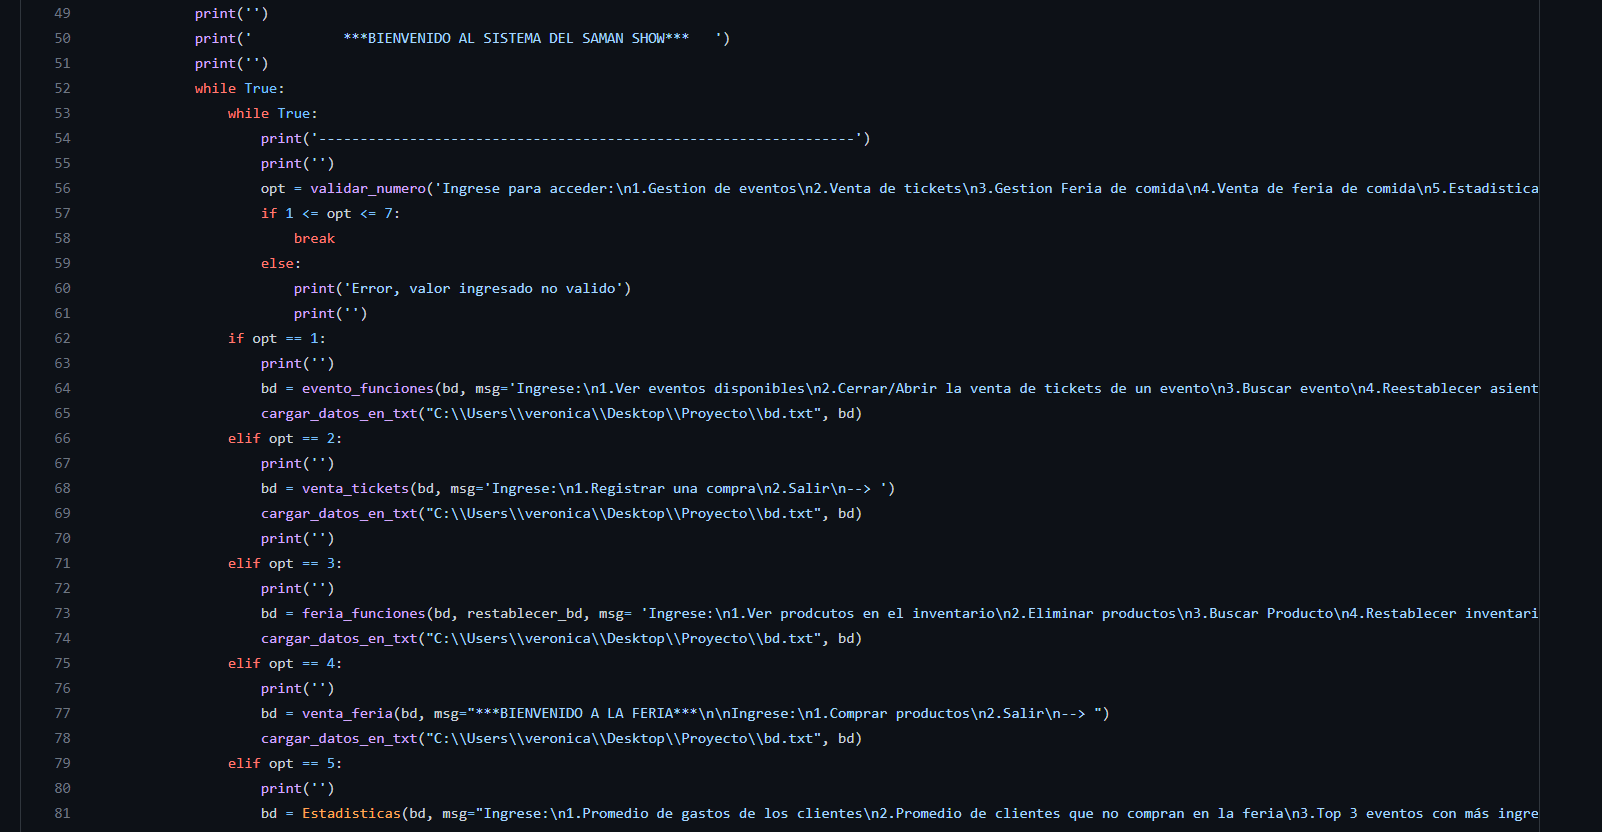 49 print('')
50 print('           ***BIENVENIDO AL SISTEMA DEL SAMAN SHOW***   ')
51 print('')
52 while True:
53 while True:
54 print('-----------------------------------------------------------------')
55 print('')
56 opt = validar_numero('Ingrese para acceder:\n1.Gestion de eventos\n2.Venta de tickets\n3.Gestion Feria de comida\n4.Venta de feria de comida\n5.Estadistica
57 if 1 <= opt <= 7:
58 break
59 else:
60 print('Error, valor ingresado no valido')
61 print('')
62 if opt == 1:
63 print('')
64 bd = evento_funciones(bd, msg='Ingrese:\n1.Ver eventos disponibles\n2.Cerrar/Abrir la venta de tickets de un evento\n3.Buscar evento\n4.Reestablecer asient
65 cargar_datos_en_txt("C:\\Users\\veronica\\Desktop\\Proyecto\\bd.txt", bd)
66 elif opt == 2:
67 print('')
68 bd = venta_tickets(bd, msg='Ingrese:\n1.Registrar una compra\n2.Salir\n--> ')
69 cargar_datos_en_txt("C:\\Users\\veronica\\Desktop\\Proyecto\\bd.txt", bd)
70 print('')
71 elif opt == 3:
72 print('')
73 bd = feria_funciones(bd, restablecer_bd, msg= 'Ingrese:\n1.Ver prodcutos en el inventario\n2.Eliminar productos\n3.Buscar Producto\n4.Restablecer inventari
74 cargar_datos_en_txt("C:\\Users\\veronica\\Desktop\\Proyecto\\bd.txt", bd)
75 elif opt == 4:
76 print('')
77 bd = venta_feria(bd, msg="***BIENVENIDO A LA FERIA***\n\nIngrese:\n1.Comprar productos\n2.Salir\n--> ")
78 cargar_datos_en_txt("C:\\Users\\veronica\\Desktop\\Proyecto\\bd.txt", bd)
79 elif opt == 5:
80 print('')
81 bd = Estadisticas(bd, msg="Ingrese:\n1.Promedio de gastos de los clientes\n2.Promedio de clientes que no compran en la feria\n3.Top 3 eventos con más ingre